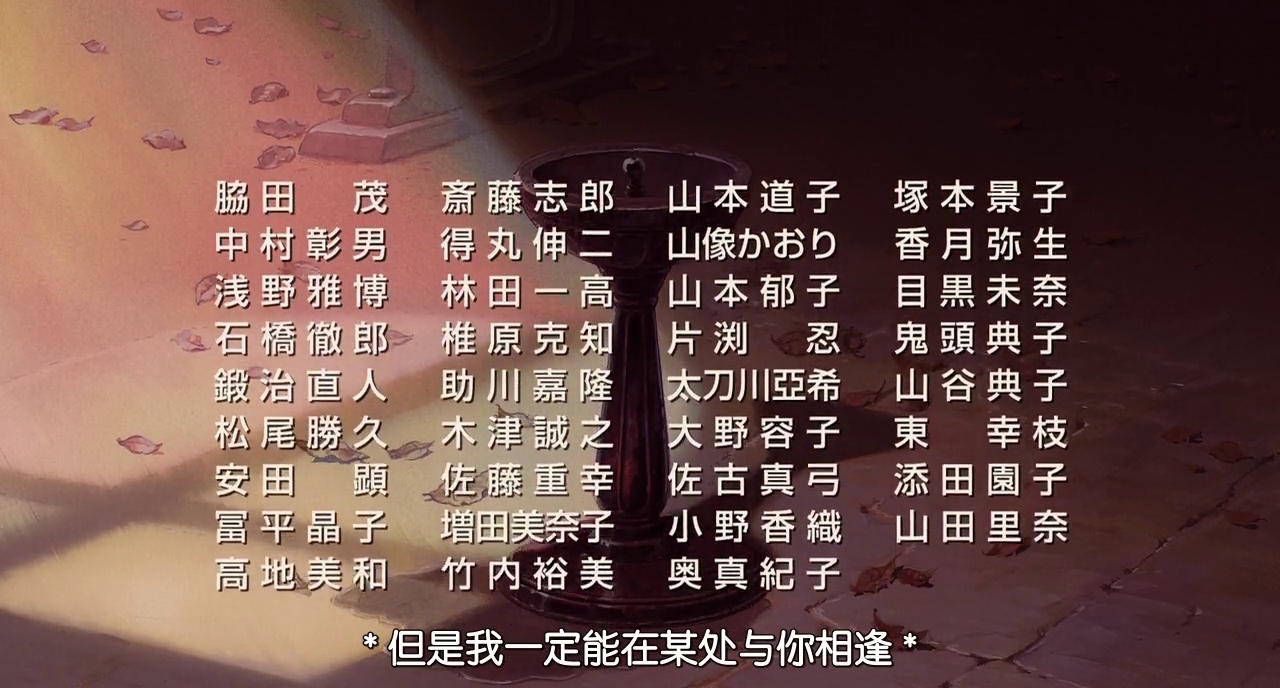 脇田 茂 斎藤志郎 山本道子 塚本景子
中村彰男 得丸伸二 山像かおり 香月弥生
浅野雅博 林田一高 山本郁子 目黒未奈
石橋徹郎 椎原克知 片渕 忍 鬼頭典子
鍛治直人 助川嘉隆 太刀川亞希 山谷典子
松尾勝久 木津誠之 大野容子 東 幸枝
安田 顕 佐藤重幸 佐古真弓 添田園子
冨平晶子 増田美奈子 小野香織 山田里奈
高地美和 竹内裕美 奥真紀子
*但是我一定能在某处与你相逢*